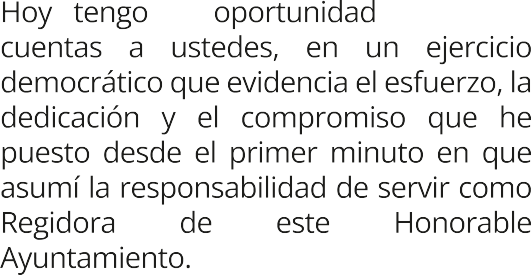 Hoy tengo oportunidad
cuentas a ustedes, en un ejercicio
democrático que evidencia el esfuerzo, la
dedicación y el compromiso que he
puesto desde el primer minuto en que
asumí la responsabilidad de servir como
Regidora de este Honorable
Ayuntamiento.